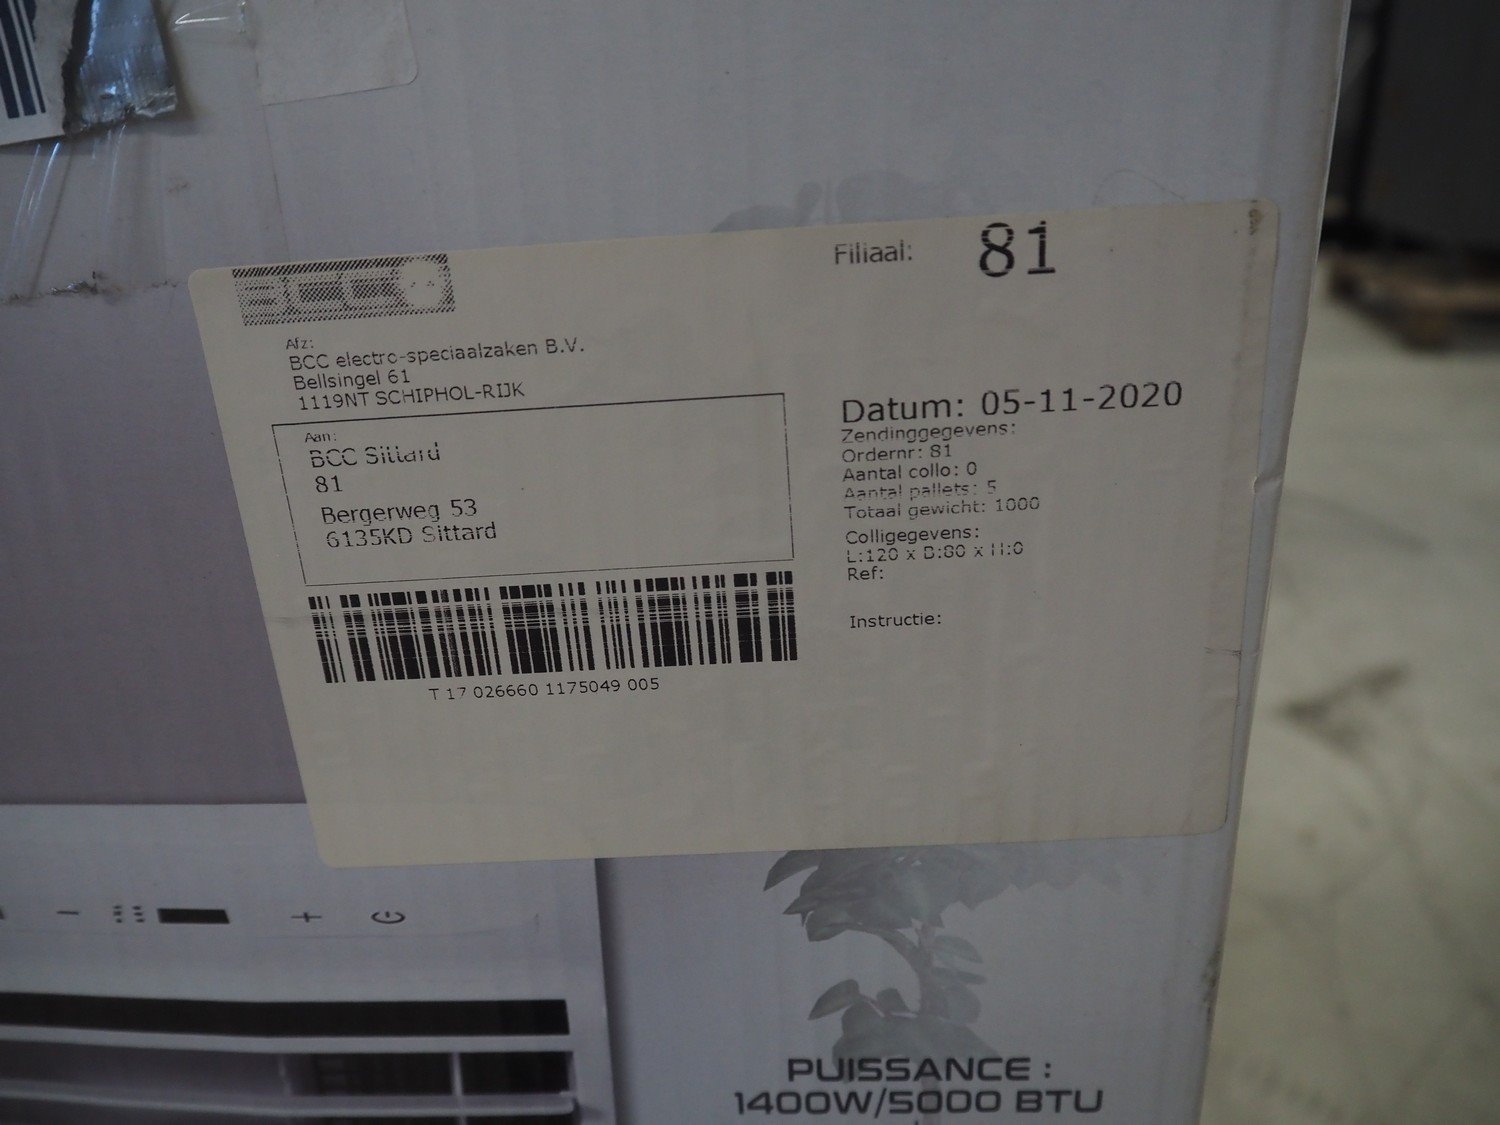 BCC
Filiaal: 81
Afz:
BCC electro-speciaalzaken B.V.
Bellsingel 61
1119NT SCHIPHOL-RIJK
Aan:
BCC Sittard
81
Bergerweg 53
6135KD Sittard
T 17 026660 1175049 005
Datum: 05-11-2020
Zendinggegevens:
Ordernr: 81
Aantal collo: 0
Aantal pallets: 5
Totaal gewicht: 1000
Colligegevens:
L:120 x B:80 x H:0
Ref:
Instructie:
PUISSANCE :
1400W/5000 BTU